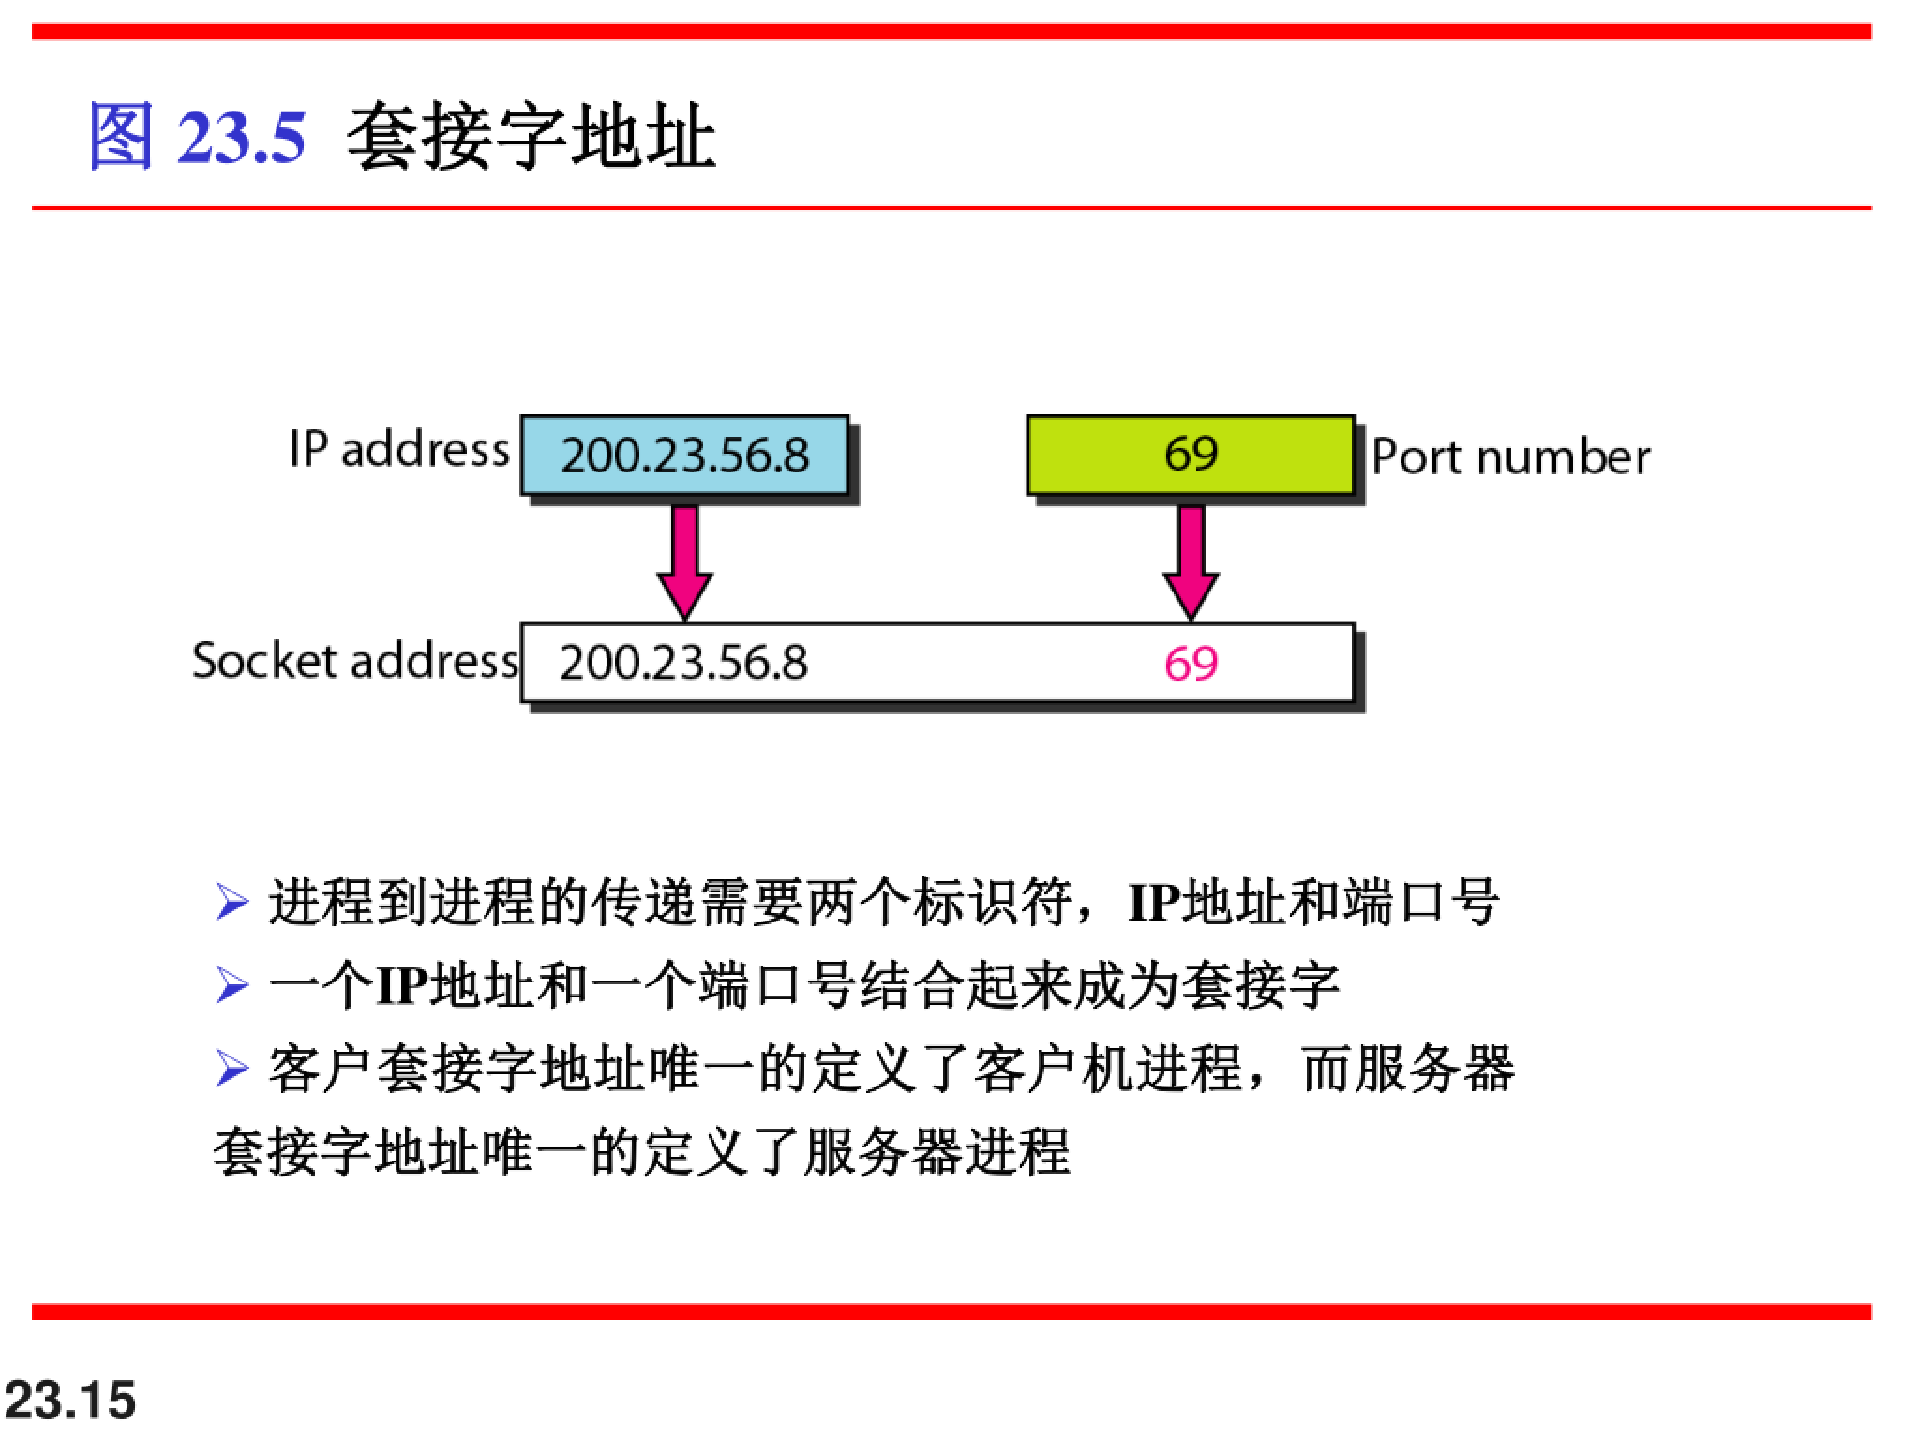 图 23.5 套接字地址
IP address 200.23.56.8 69 Port number
Socket address 200.23.56.8 69
进程到进程的传递需要两个标识符，IP地址和端口号
一个IP地址和一个端口号结合起来成为套接字
客户套接字地址唯一的定义了客户机进程，而服务器
套接字地址唯一的定义了服务器进程
23.15